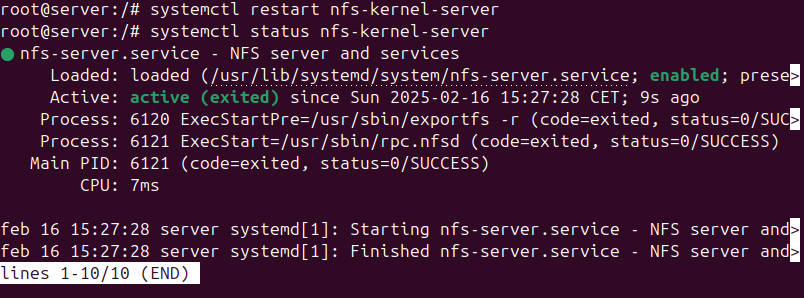 root@server:/# systemctl restart nfs-kernel-server
root@server:/# systemctl status nfs-kernel-server
● nfs-server.service - NFS server and services
     Loaded: loaded (/usr/lib/systemd/system/nfs-server.service; enabled; prese>
     Active: active (exited) since Sun 2025-02-16 15:27:28 CET; 9s ago
    Process: 6120 ExecStartPre=/usr/sbin/exportfs -r (code=exited, status=0/SUC>
    Process: 6121 ExecStart=/usr/sbin/rpc.nfsd (code=exited, status=0/SUCCESS)
   Main PID: 6121 (code=exited, status=0/SUCCESS)
        CPU: 7ms

feb 16 15:27:28 server systemd[1]: Starting nfs-server.service - NFS server and>
feb 16 15:27:28 server systemd[1]: Finished nfs-server.service - NFS server and>
lines 1-10/10 (END)